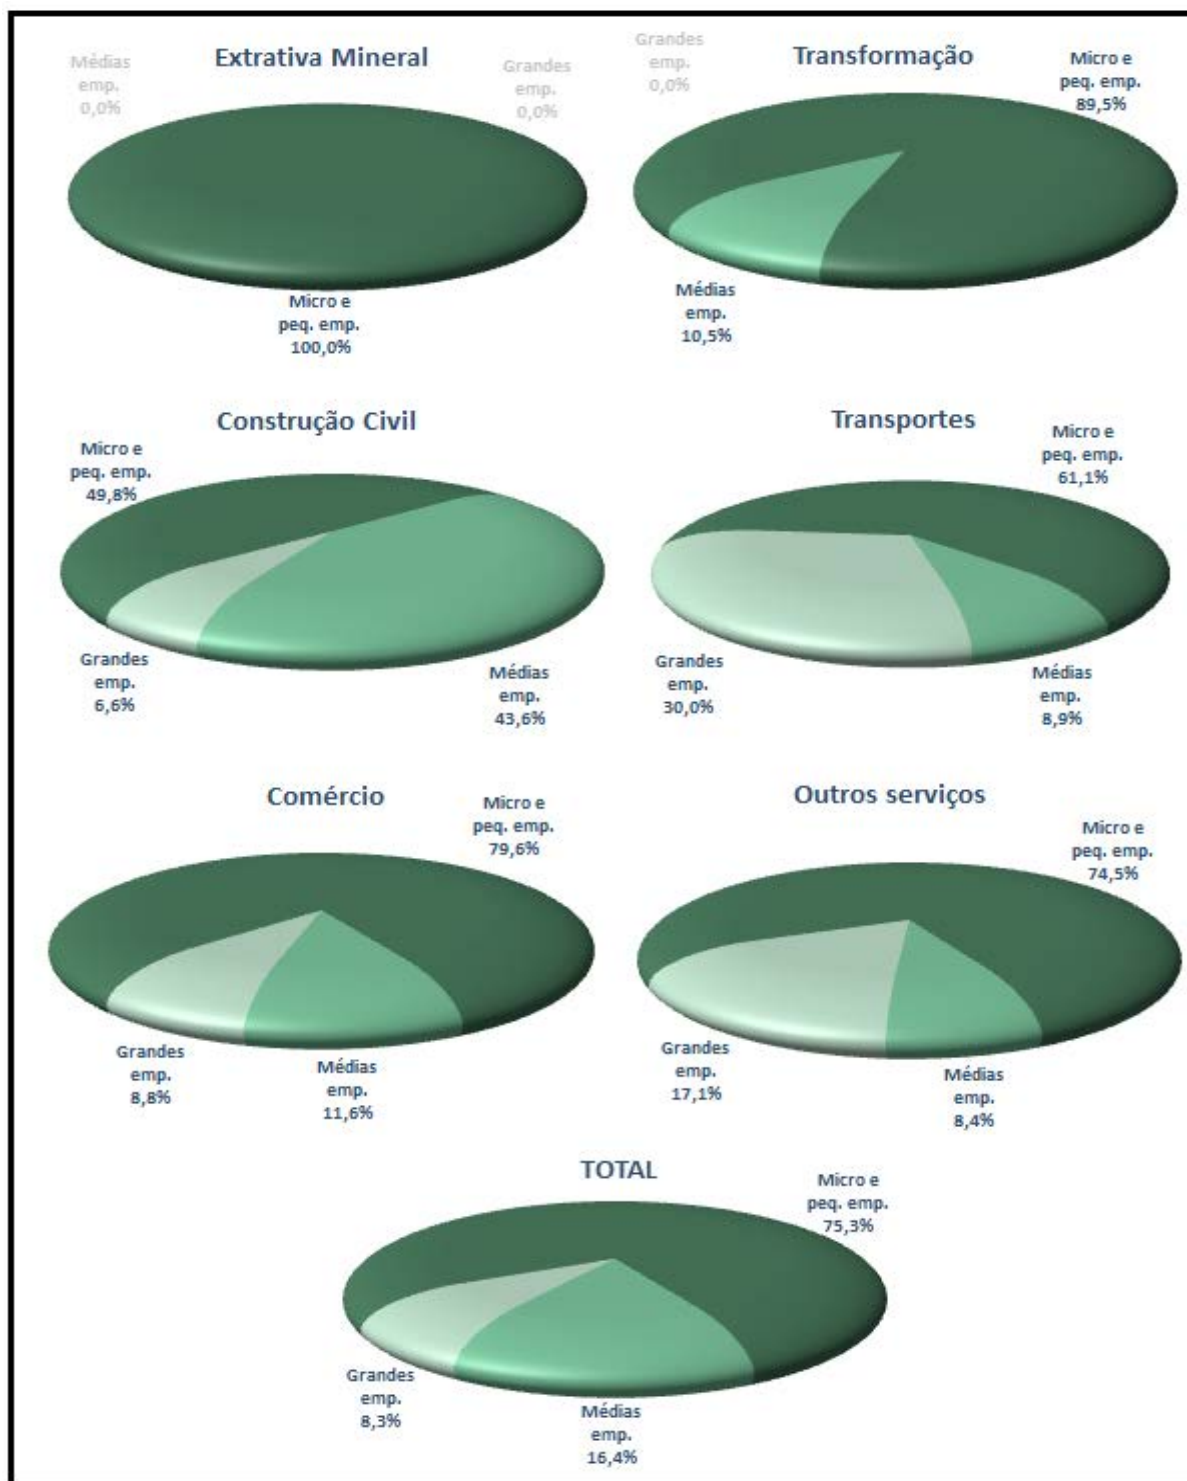 Extrativa Mineral
Médias
emp.
0,0%
Grandes
emp.
0,0%
Micro e
peq. emp.
100,0%
Transformação
Grandes
emp.
0,0%
Micro e
peq. emp.
89,5%
Médias
emp.
10,5%
Construção Civil
Micro e
peq. emp.
49,8%
Grandes
emp.
6,6%
Médias
emp.
43,6%
Transportes
Micro e
peq. emp.
61,1%
Grandes
emp.
30,0%
Médias
emp.
8,9%
Comércio
Micro e
peq. emp.
79,6%
Grandes
emp.
8,8%
Médias
emp.
11,6%
Outros serviços
Micro e
peq. emp.
74,5%
Grandes
emp.
17,1%
Médias
emp.
8,4%
TOTAL
Micro e
peq. emp.
75,3%
Grandes
emp.
8,3%
Médias
emp.
16,4%